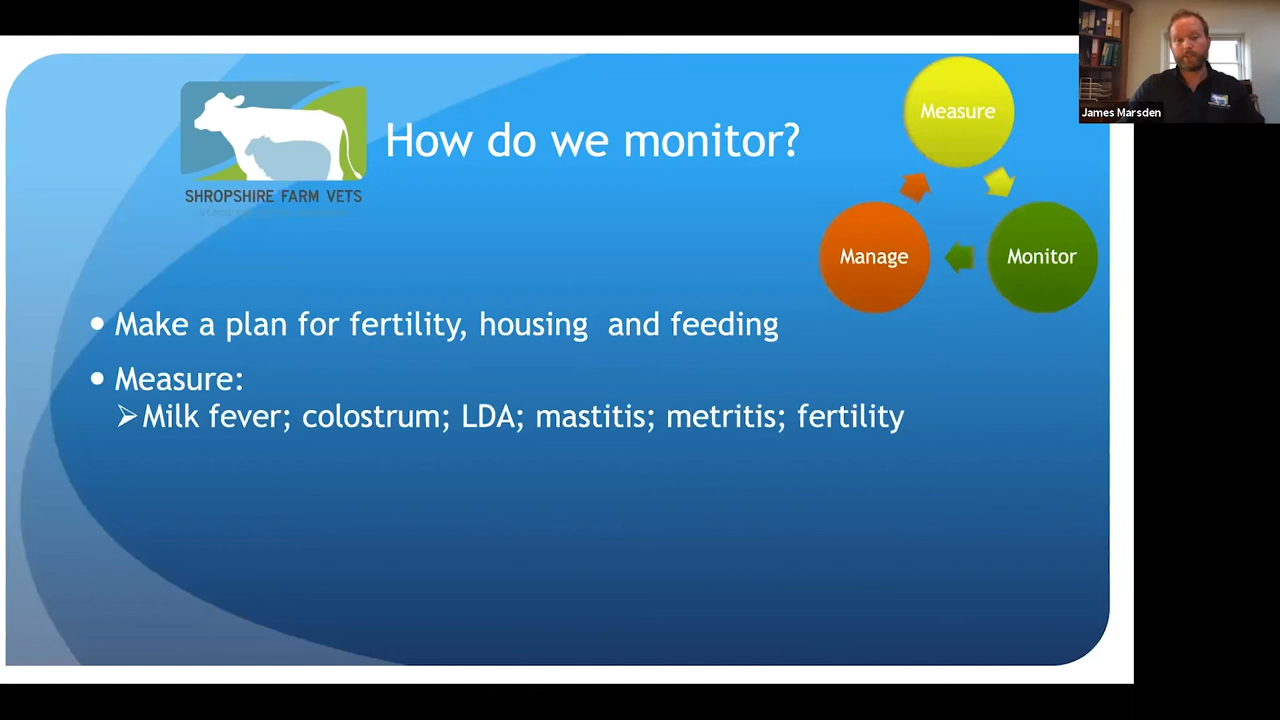 SHROPSHIRE FARM VETS
How do we monitor?
Measure
Manage
Monitor
James Marsden
• Make a plan for fertility, housing  and feeding
• Measure:
➢ Milk fever; colostrum; LDA; mastitis; metritis; fertility